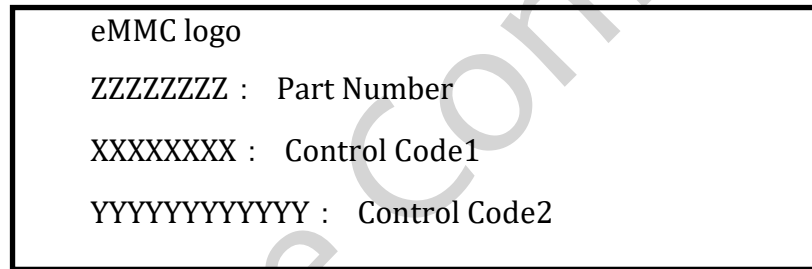 eMMC logo
ZZZZZZZZ : Part Number
XXXXXXXX : Control Code1
YYYYYYYYYYYY : Control Code2